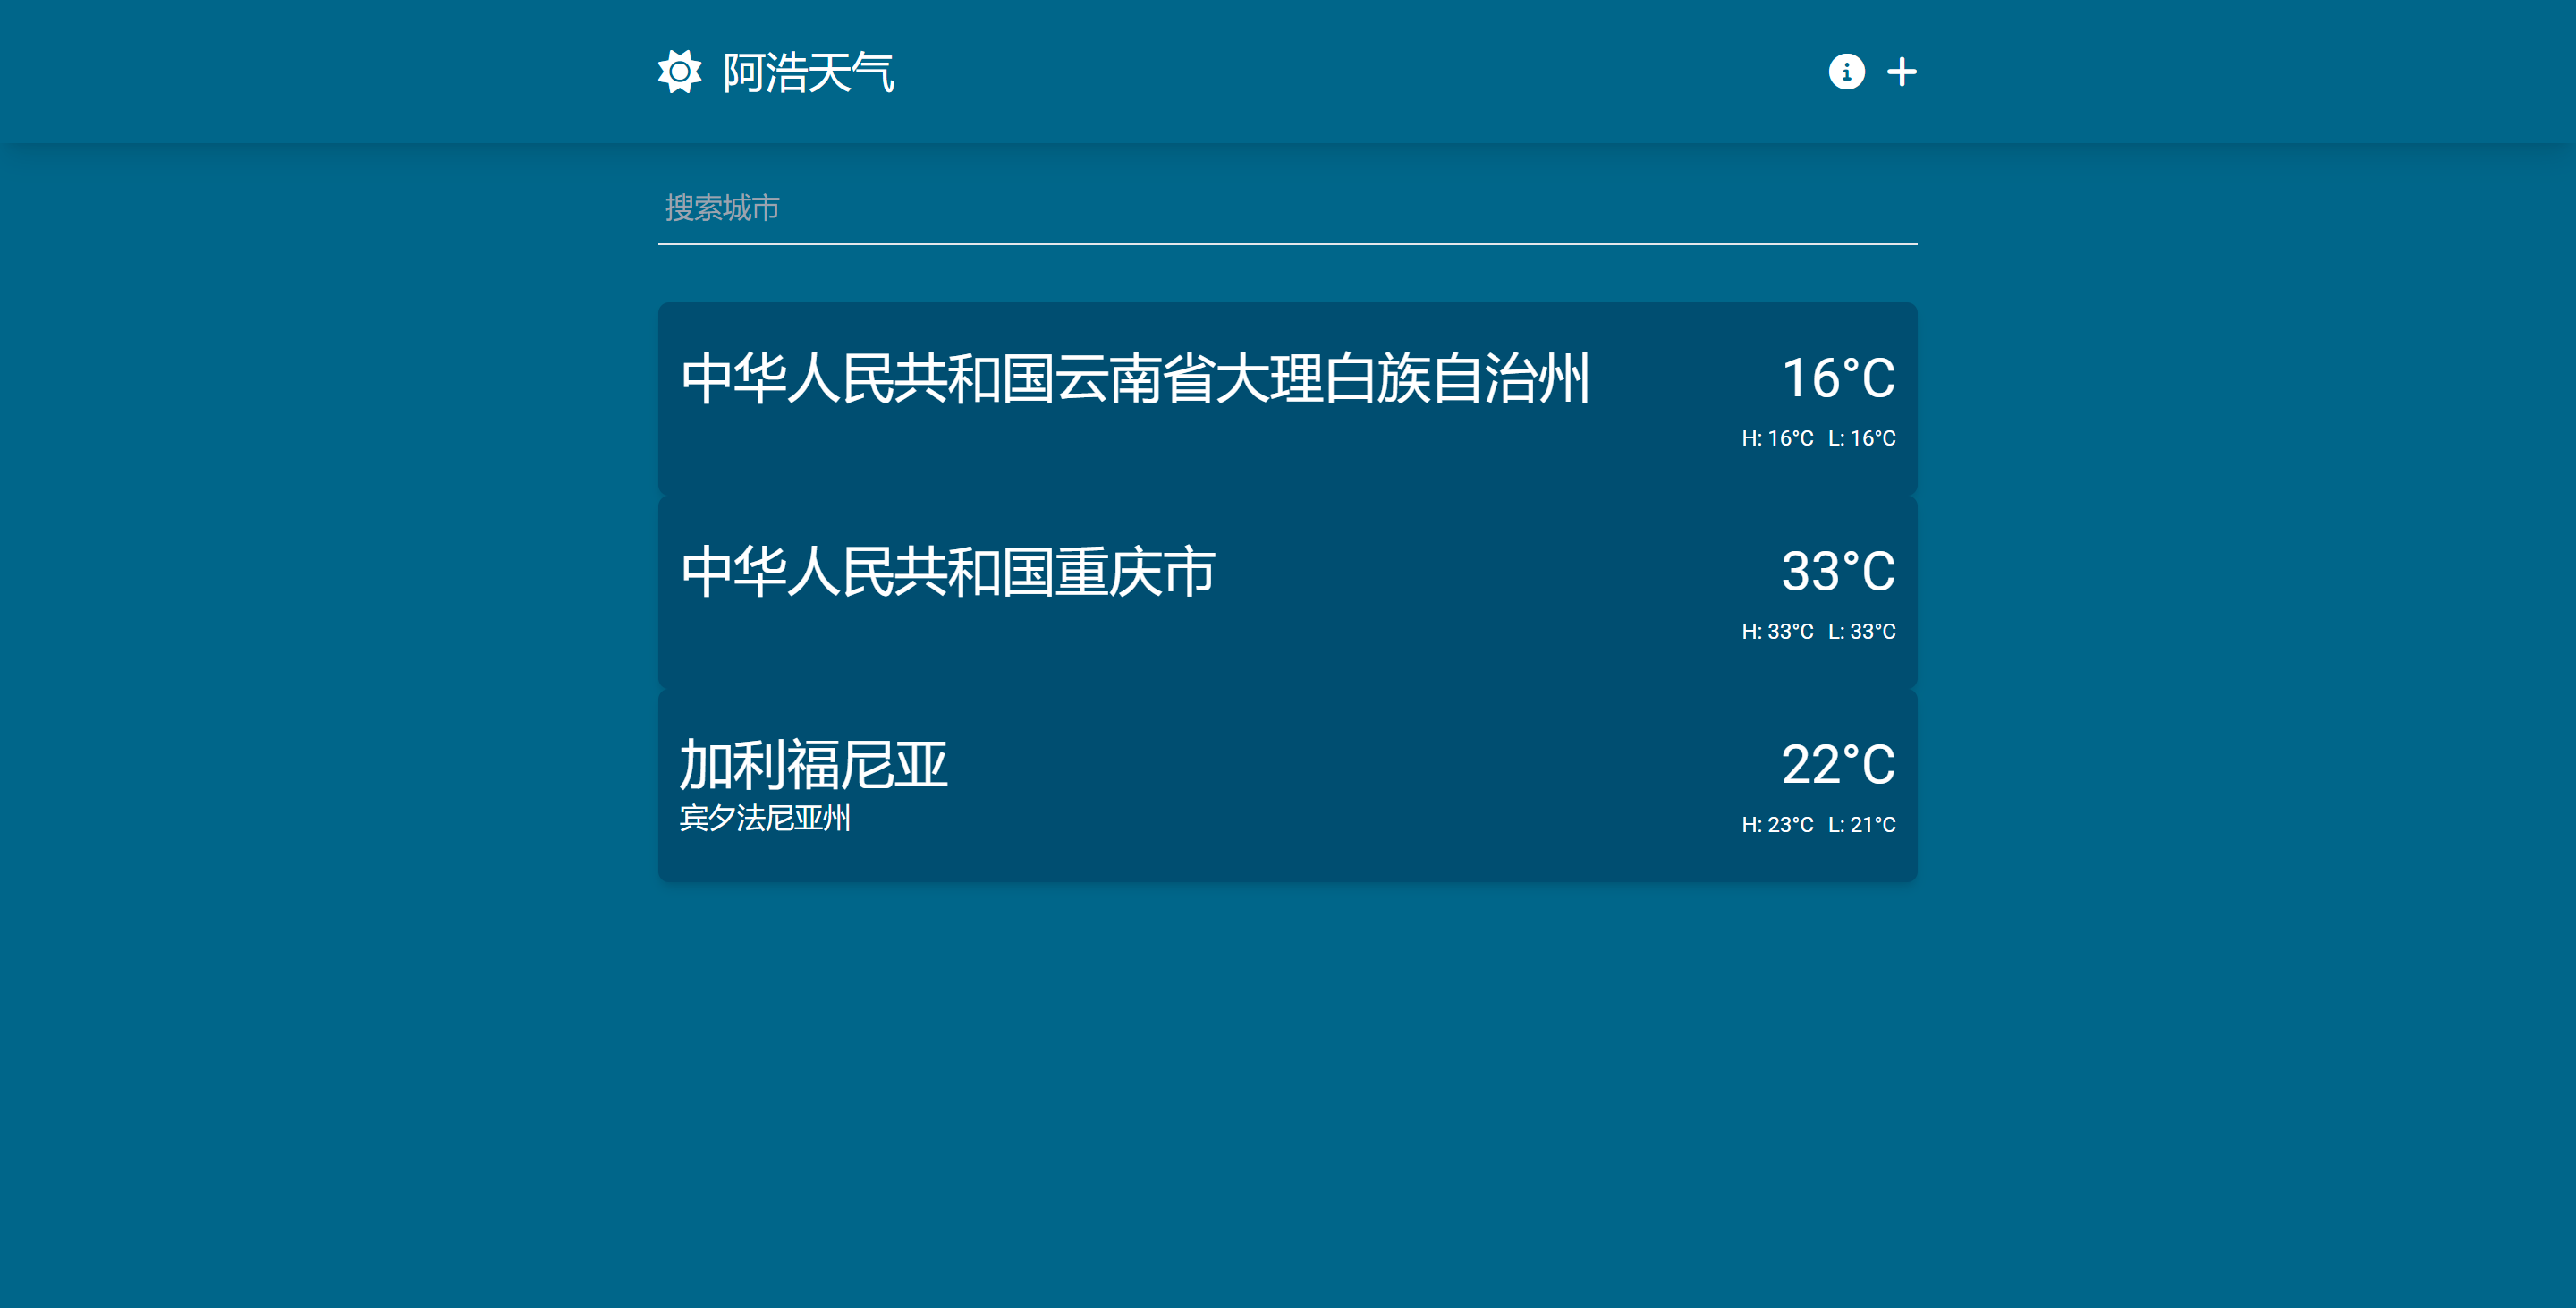 阿浩天气
搜索城市
中华人民共和国云南省大理白族自治州
16°C
H: 16°C L: 16°C
中华人民共和国重庆市
33°C
H: 33°C L: 33°C
加利福尼亚
22°C
宾夕法尼亚州
H: 23°C L: 21°C